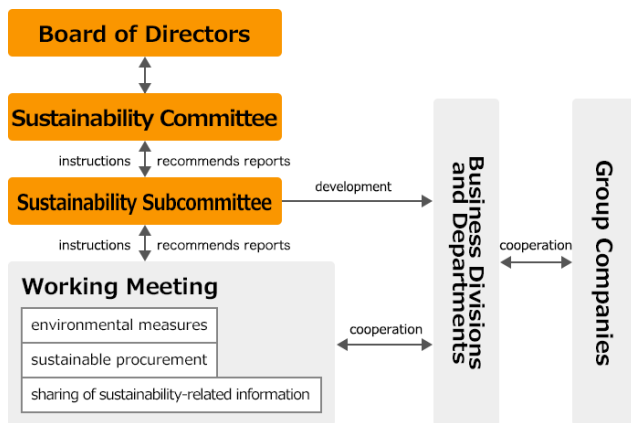 Board of Directors
Sustainability Committee
instructions
recommends reports
Sustainability Subcommittee
development
instructions
recommends reports
Working Meeting
environmental measures
sustainable procurement
sharing of sustainability-related information
cooperation
Business Divisions
and Departments
cooperation
Group Companies